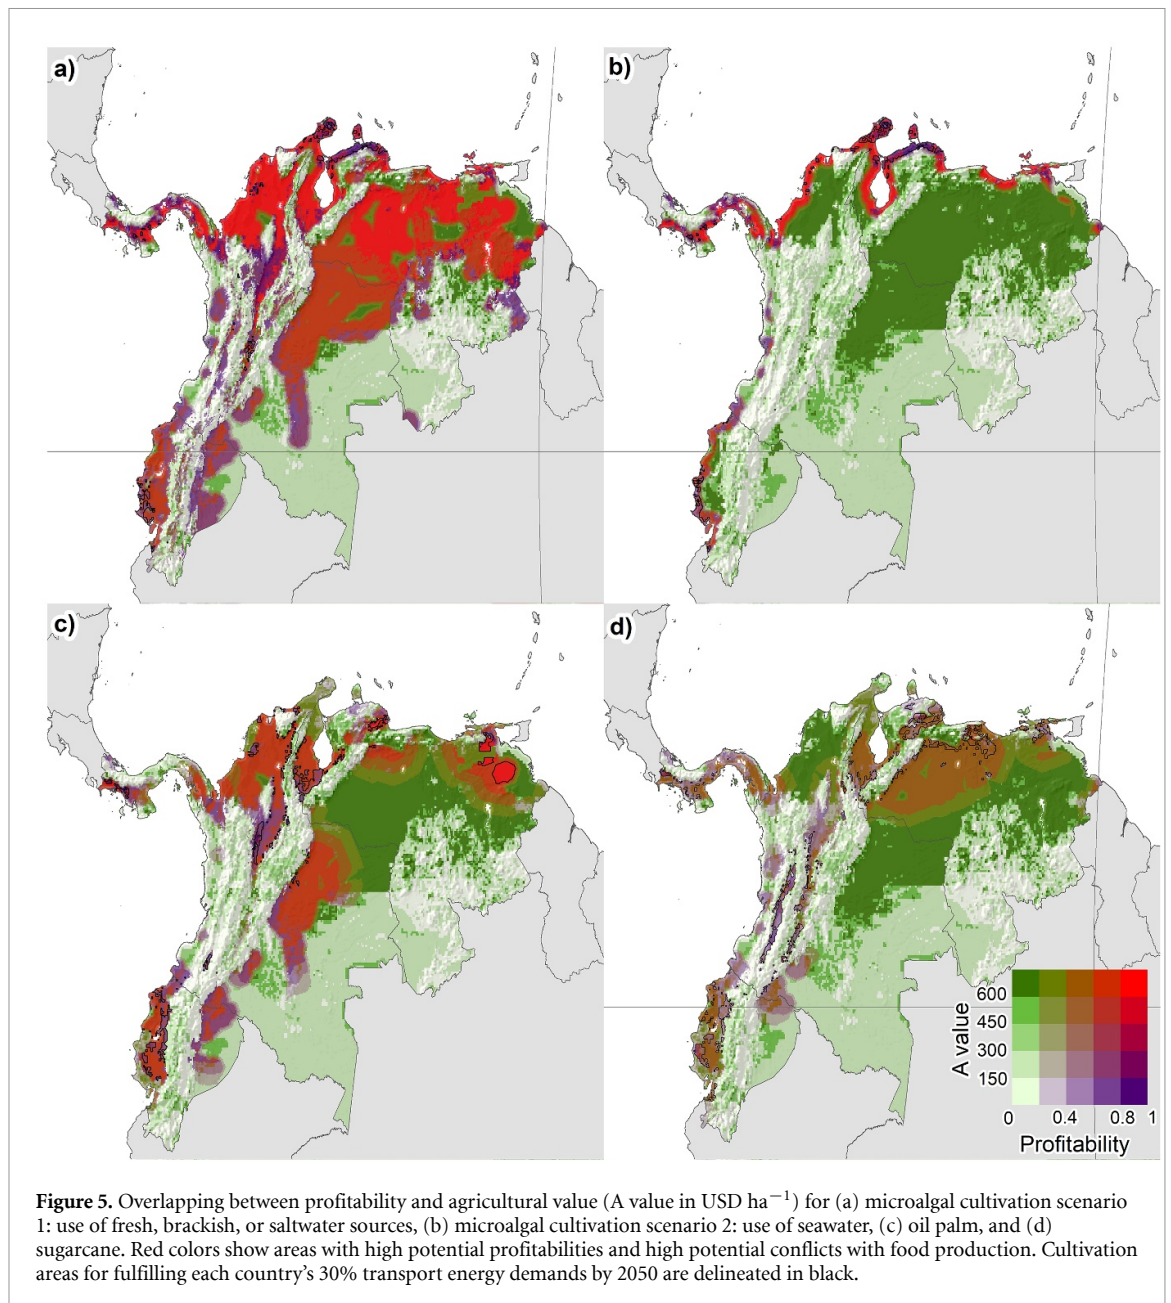 a)
b)
c)
d)
600
450
300
150
A value
0
0.4
0.8
1
Profitability
Figure 5. Overlapping between profitability and agricultural value (A value in USD ha−1) for (a) microalgal cultivation scenario
1: use of fresh, brackish, or saltwater sources, (b) microalgal cultivation scenario 2: use of seawater, (c) oil palm, and (d)
sugarcane. Red colors show areas with high potential profitabilities and high potential conflicts with food production. Cultivation
areas for fulfilling each country's 30% transport energy demands by 2050 are delineated in black.